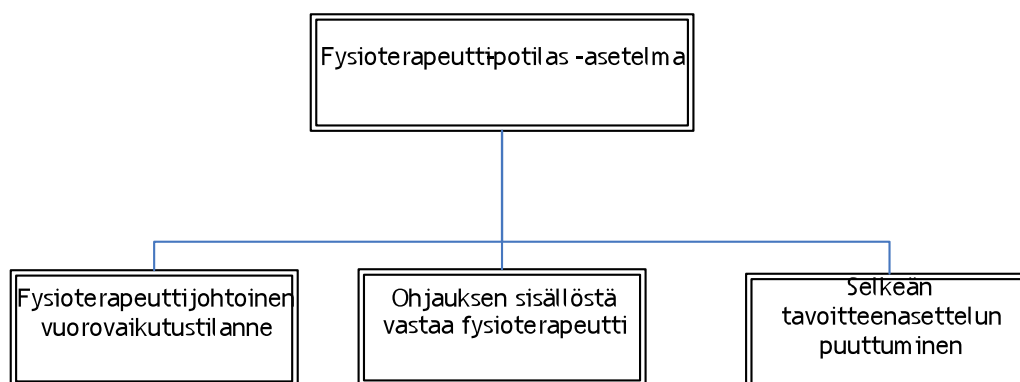 Fysioterapeutti-potilas -asetelma
Fysioterapeuttijohtoinen
vuorovaikutustilanne
Ohjauksen sisällöstä
vastaa fysioterapeutti
Selkeän
tavoitteenasettelun
puuttuminen